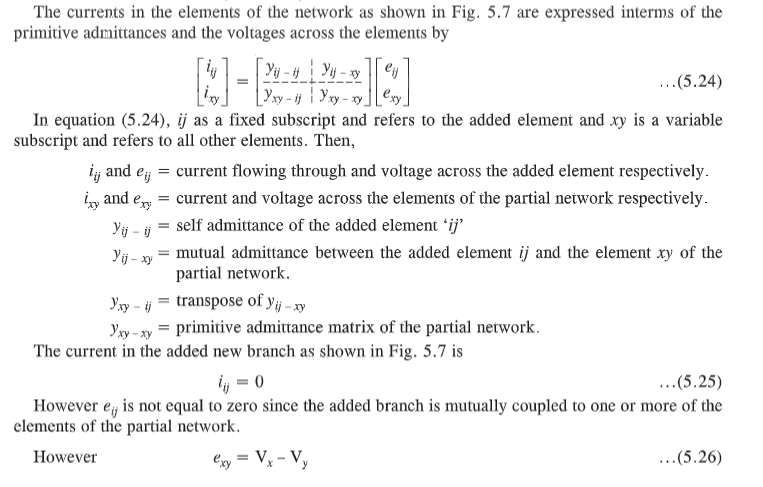 The currents in the elements of the network as shown in Fig. 5.7 are expressed interms of the
primitive admittances and the voltages across the elements by
[i_ij; i_xy] = [y_ij – ij  y_ij – xy; y_xy – ij  y_xy – xy] [e_ij; e_xy] ...(5.24)
In equation (5.24), ij as a fixed subscript and refers to the added element and xy is a variable
subscript and refers to all other elements. Then,
i_ij and e_ij = current flowing through and voltage across the added element respectively.
i_xy and e_xy = current and voltage across the elements of the partial network respectively.
y_ij – ij = self admittance of the added element ‘ij’
y_ij – xy = mutual admittance between the added element ij and the element xy of the
partial network.
y_xy – ij = transpose of y_ij – xy
y_xy – xy = primitive admittance matrix of the partial network.
The current in the added new branch as shown in Fig. 5.7 is
i_ij = 0 ...(5.25)
However e_ij is not equal to zero since the added branch is mutually coupled to one or more of the
elements of the partial network.
However e_xy = V_x – V_y ...(5.26)